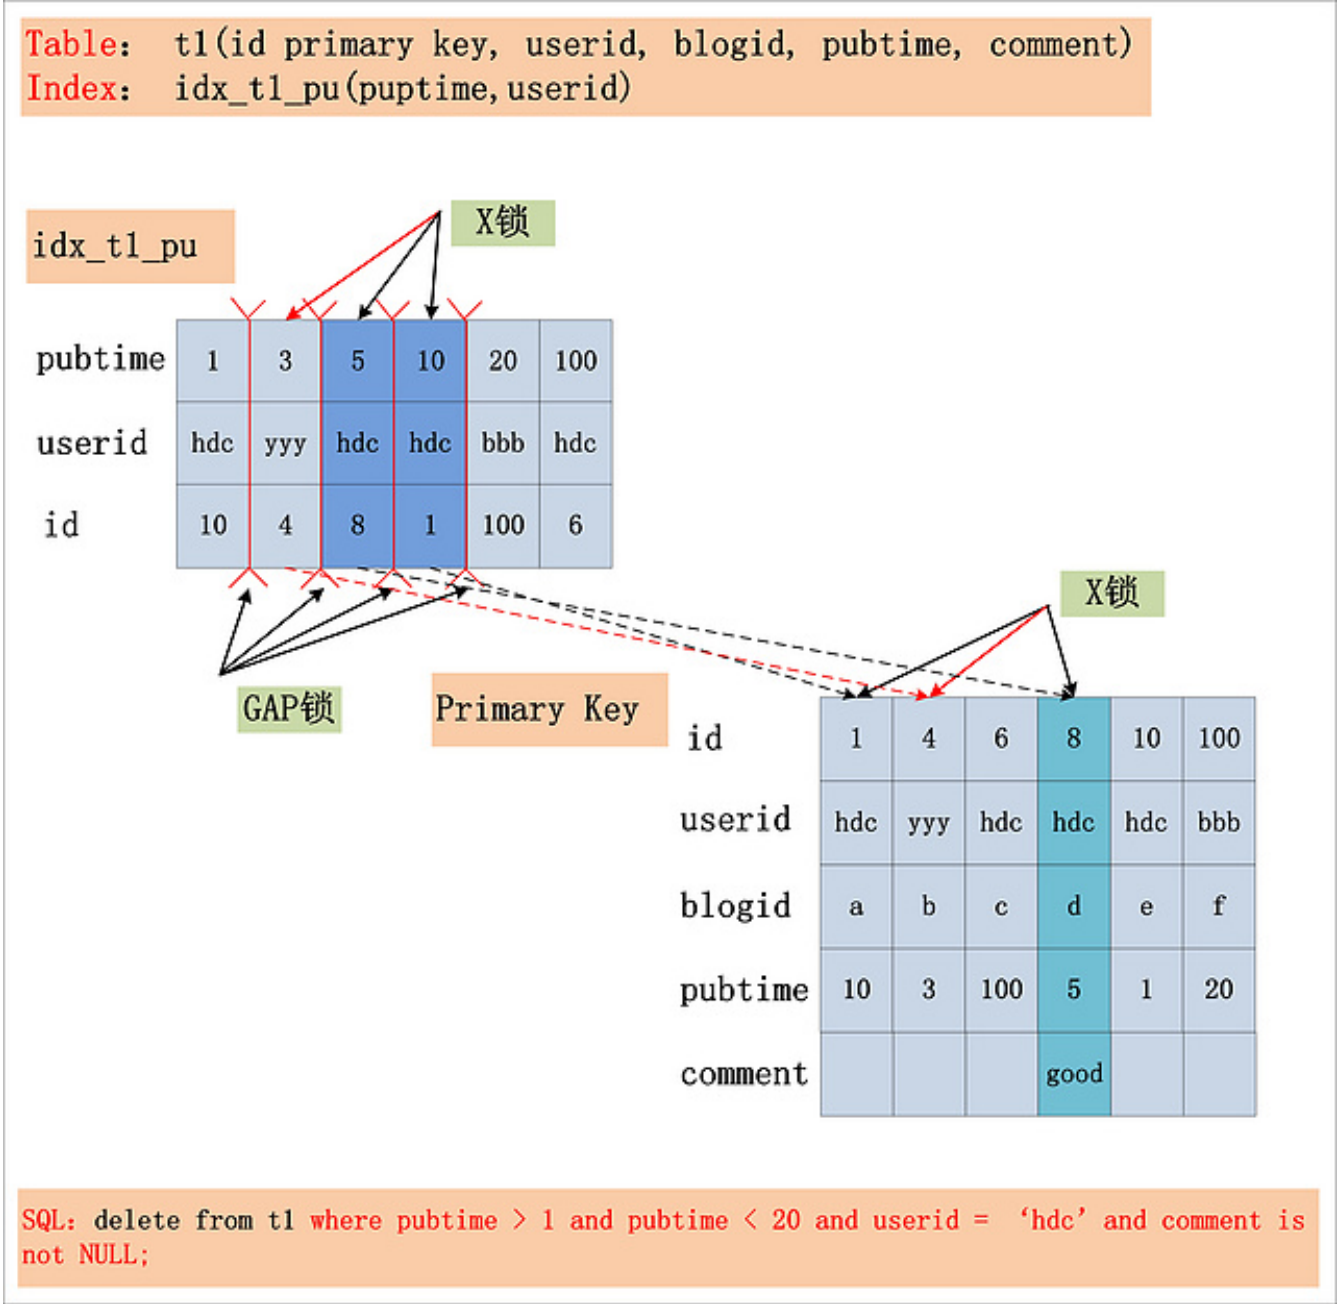 Table： t1(id primary key, userid, blogid, pubtime, comment)
Index： idx_t1_pu(puptime,userid)
X锁
idx_t1_pu
pubtime 1 3 5 10 20 100
userid hdc yyy hdc hdc bbb hdc
id 10 4 8 1 100 6
X锁
GAP锁
Primary Key
id 1 4 6 8 10 100
userid hdc yyy hdc hdc hdc bbb
blogid a b c d e f
pubtime 10 3 100 5 1 20
comment good
SQL: delete from t1 where pubtime > 1 and pubtime < 20 and userid = ‘hdc’ and comment is
not NULL;